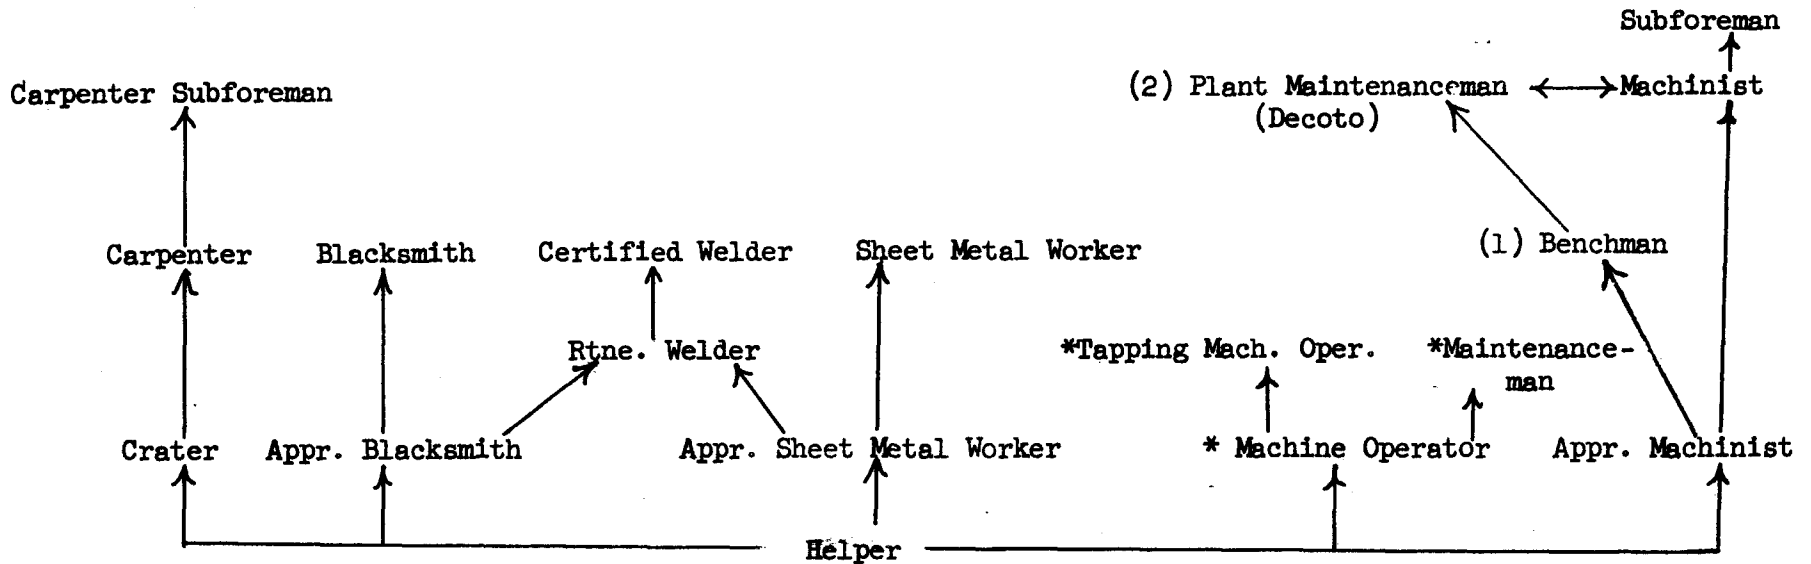 Subforeman
Carpenter Subforeman
(2) Plant Maintenanceman
Machinist
(Decoto)
Carpenter
Blacksmith
Certified Welder
Sheet Metal Worker
(1) Benchman
Rtne. Welder
*Tapping Mach. Oper.
*Maintenance-
man
Crater
Appr. Blacksmith
Appr. Sheet Metal Worker
* Machine Operator
Appr. Machinist
Helper